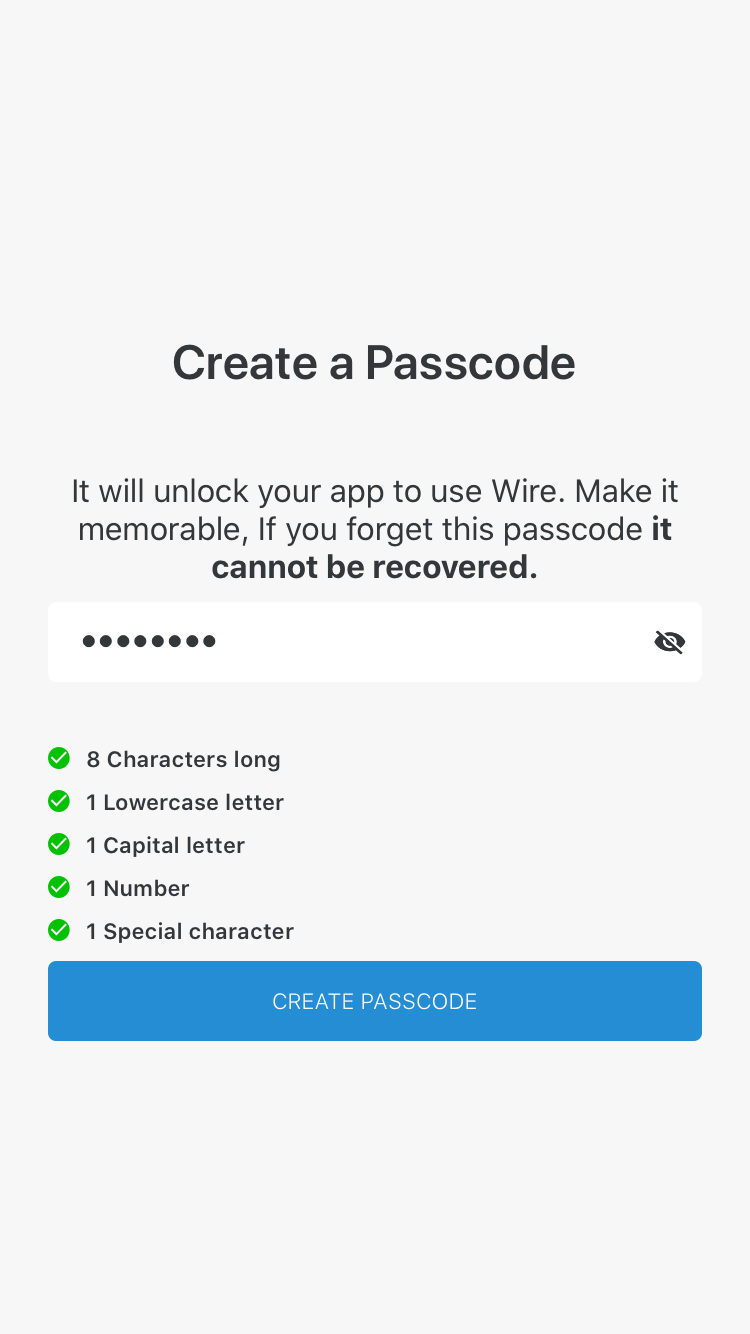 Create a Passcode
It will unlock your app to use Wire. Make it
memorable, If you forget this passcode it
cannot be recovered.
••••••••
8 Characters long
1 Lowercase letter
1 Capital letter
1 Number
1 Special character
CREATE PASSCODE